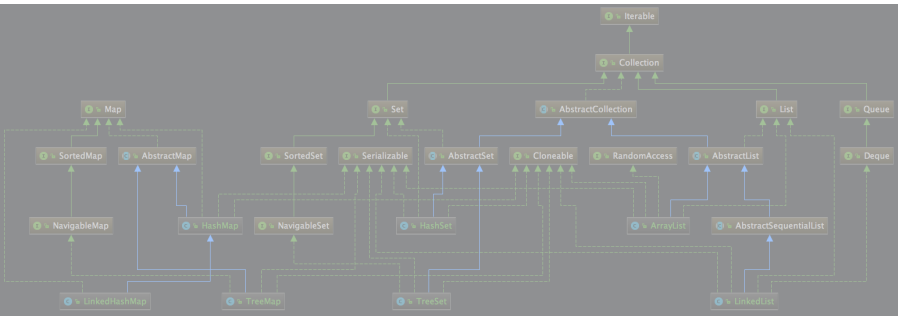 Iterable
Collection
Map
Set
AbstractCollection
List
Queue
SortedMap
AbstractMap
SortedSet
Serializable
AbstractSet
Cloneable
RandomAccess
AbstractList
Deque
NavigableMap
HashMap
NavigableSet
HashSet
ArrayList
AbstractSequentialList
LinkedHashMap
TreeMap
TreeSet
LinkedList